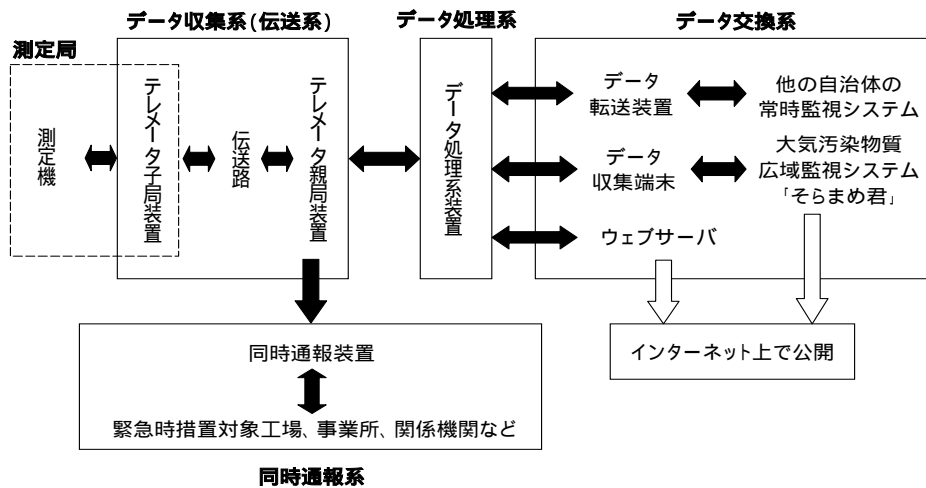 データ収集系(伝送系)
データ処理系
データ交換系
測定局
測定機
テレメータ子局装置
伝送路
テレメータ親局装置
データ処理系装置
データ
転送装置
他の自治体の
常時監視システム
データ
収集端末
大気汚染物質
広域監視システム
「そらまめ君」
ウェブサーバ
同時通報装置
緊急時措置対象工場、事業所、関係機関など
インターネット上で公開
同時通報系